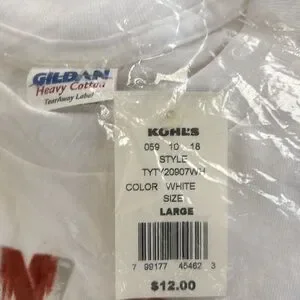 GILDAN
Heavy Cotton
TearAway Label
KOHL'S
059 10 18
STYLE
TYTY20907WH
COLOR WHITE
SIZE
LARGE
7 99177 45462 3
$12.00
M